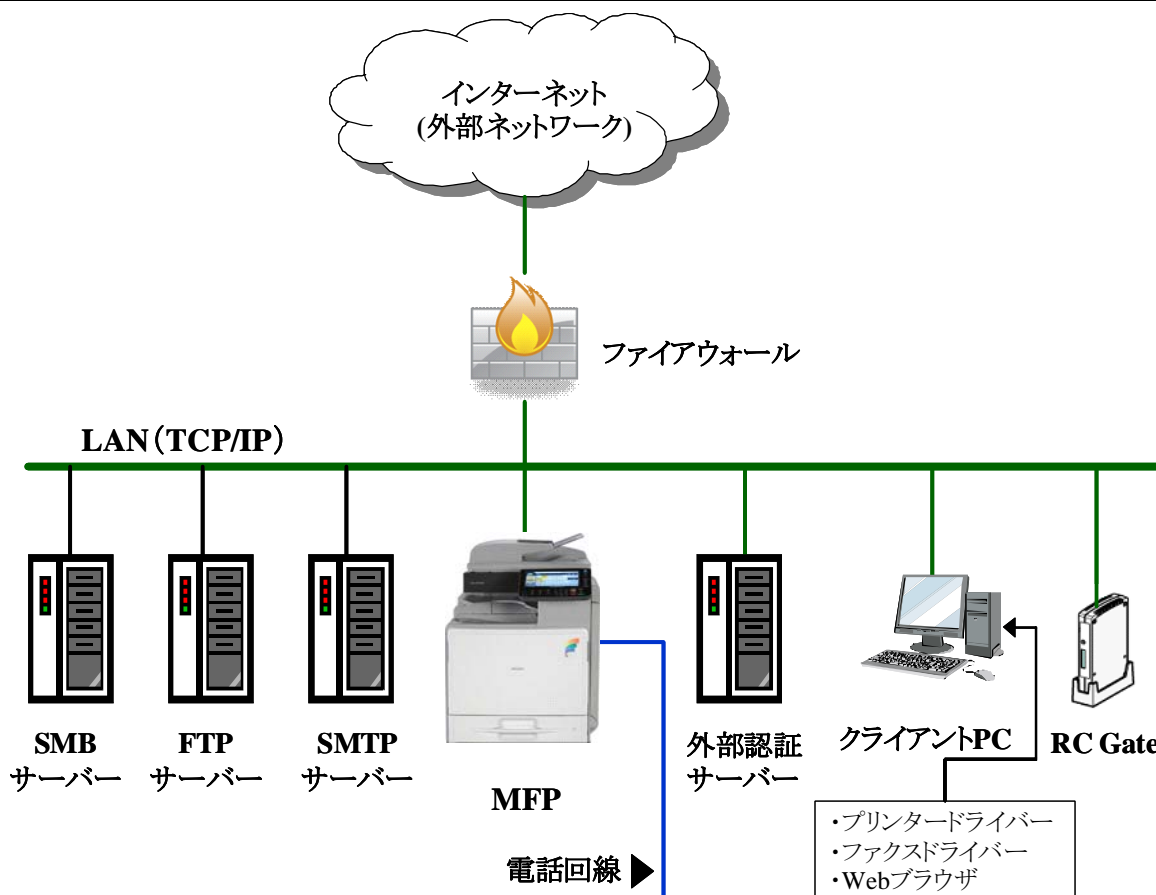 インターネット
(外部ネットワーク)
ファイアウォール
LAN（TCP/IP）
SMB
サーバー
FTP
サーバー
SMTP
サーバー
MFP
外部認証
サーバー
クライアントPC
RC Gate
電話回線
・プリンタードライバー
・ファクスドライバー
・Webブラウザ